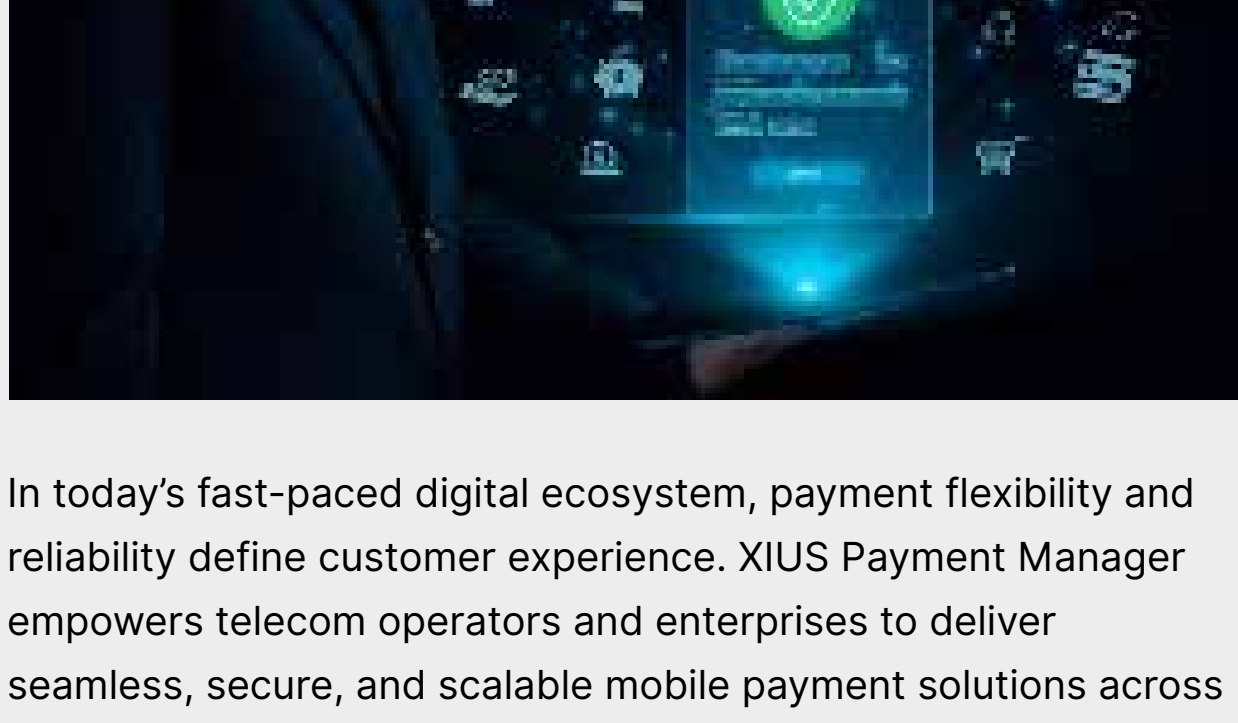 In today’s fast-paced digital ecosystem, payment flexibility and
reliability define customer experience. XIUS Payment Manager
empowers telecom operators and enterprises to deliver
seamless, secure, and scalable mobile payment solutions across